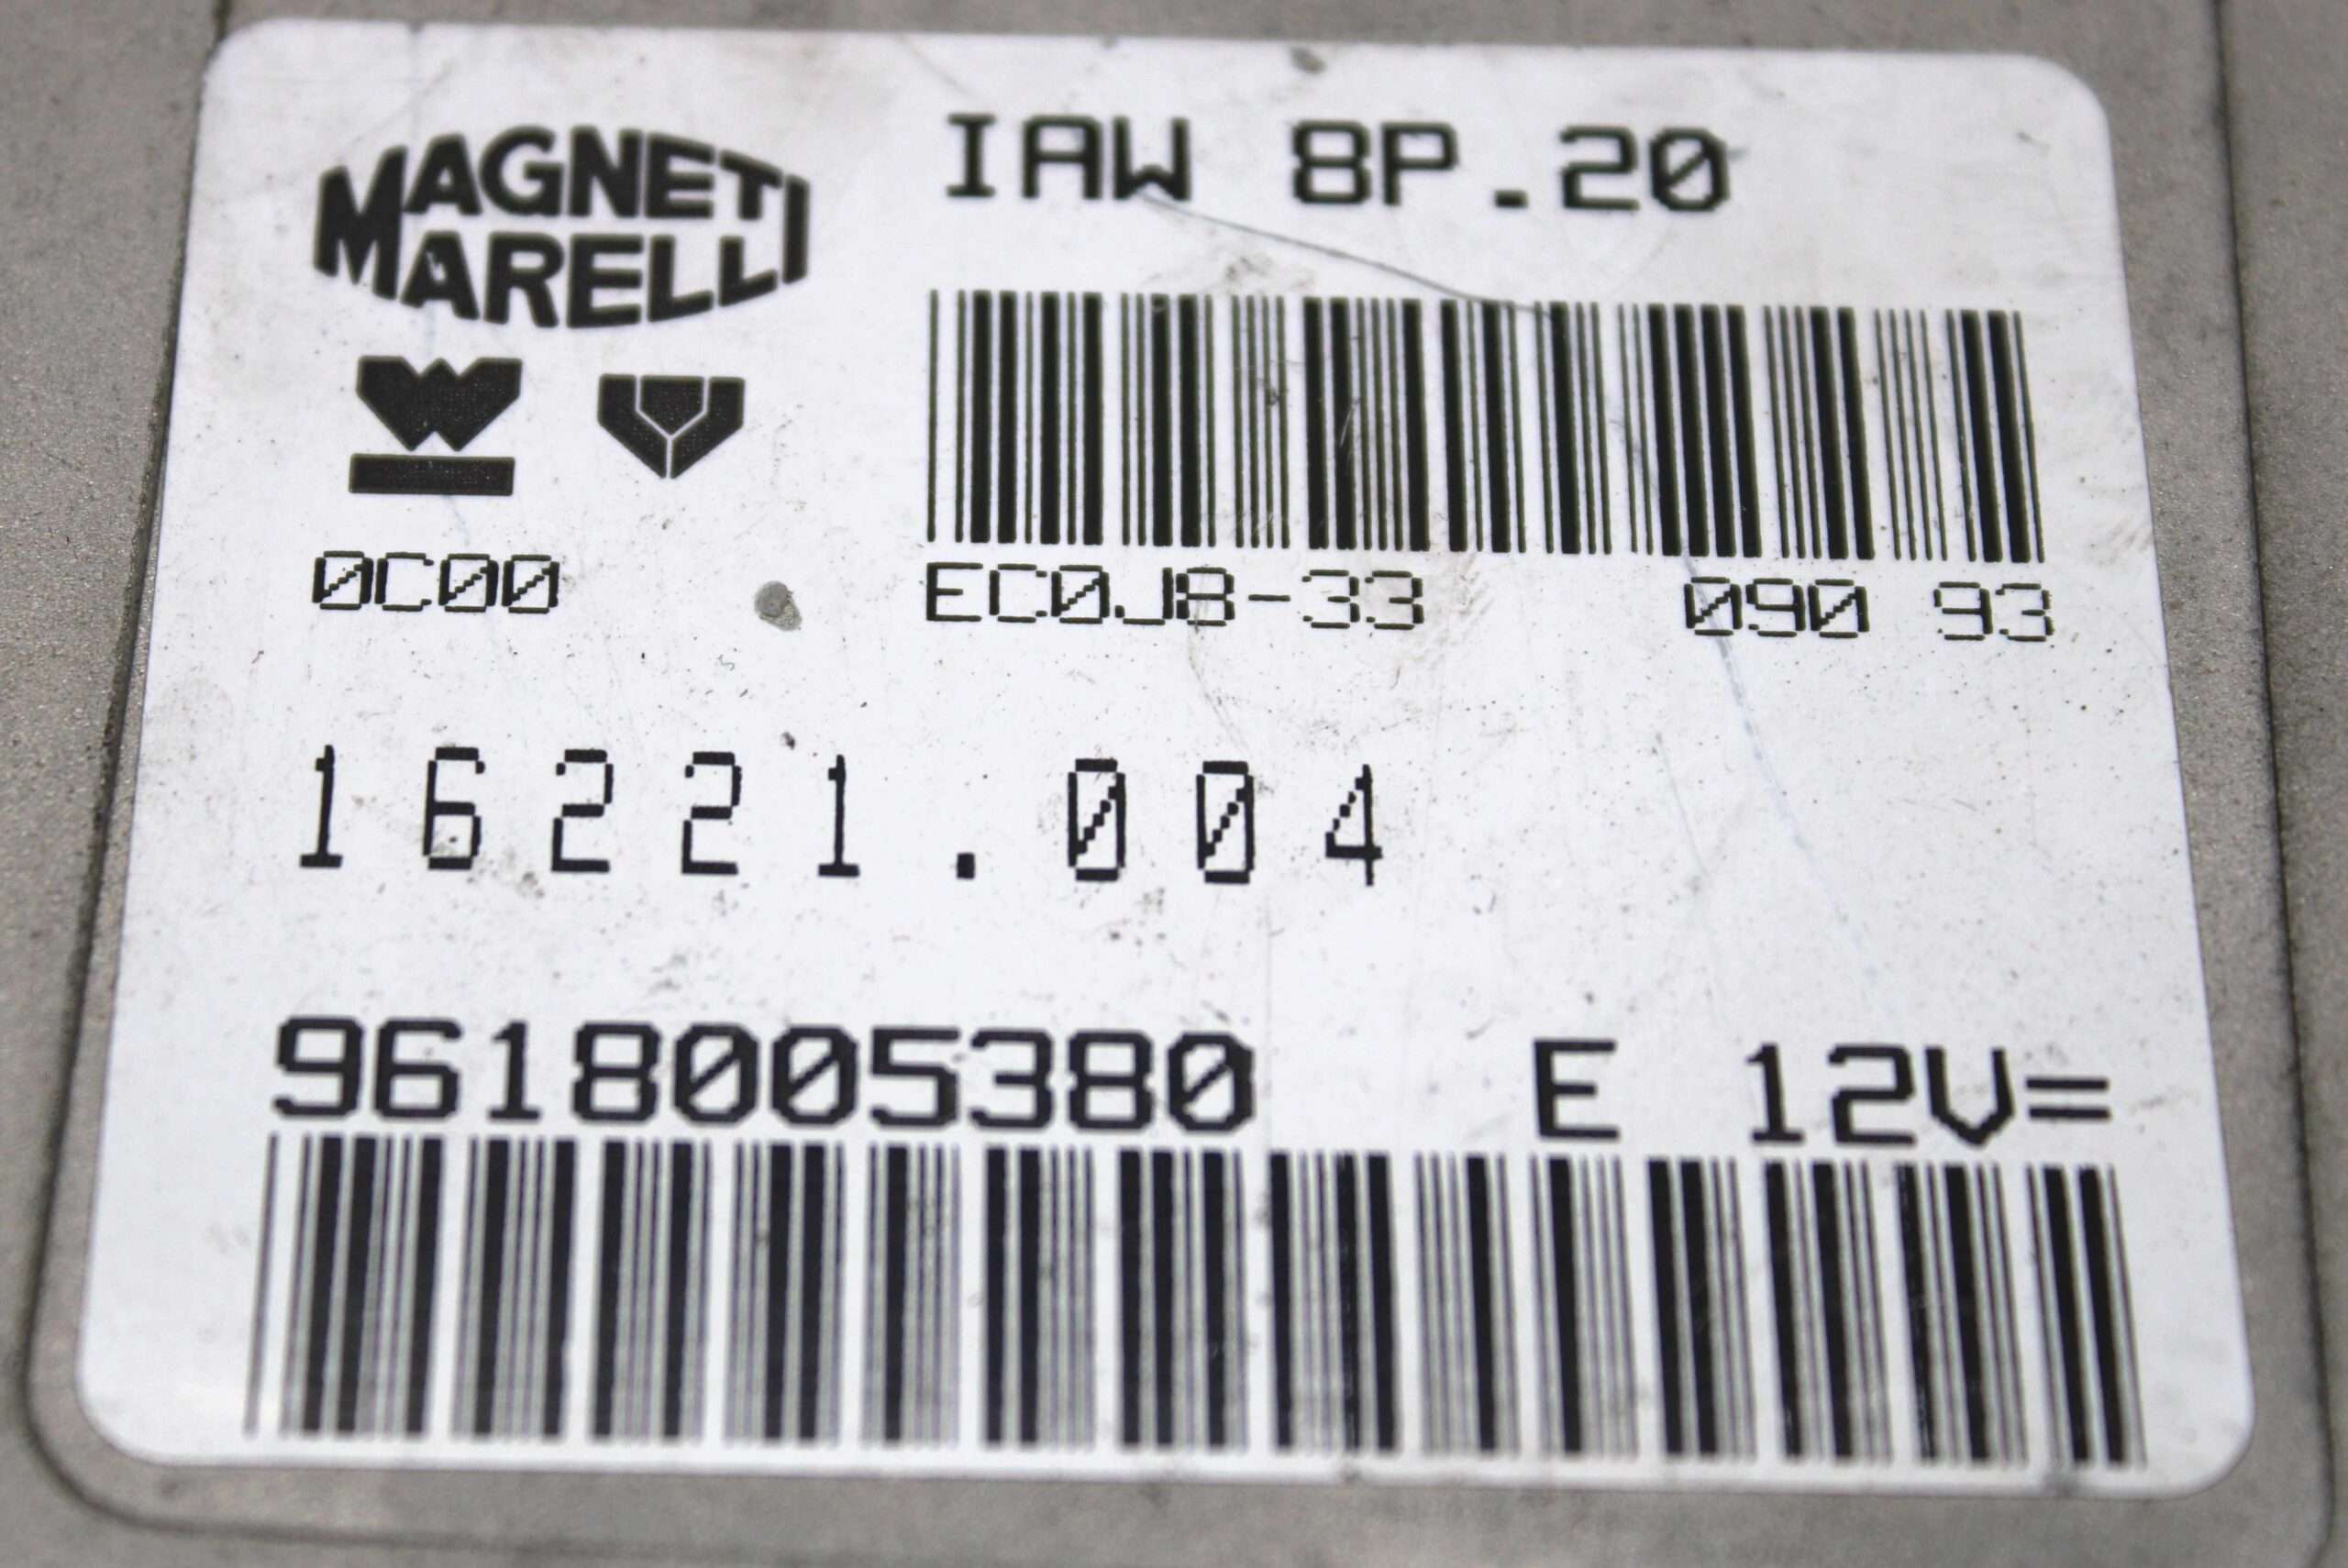 MAGNETI
MARELLI
IAW 8P.20
0C00
EC0J8-33 090 93
16221.004
9618005380 E 12V=